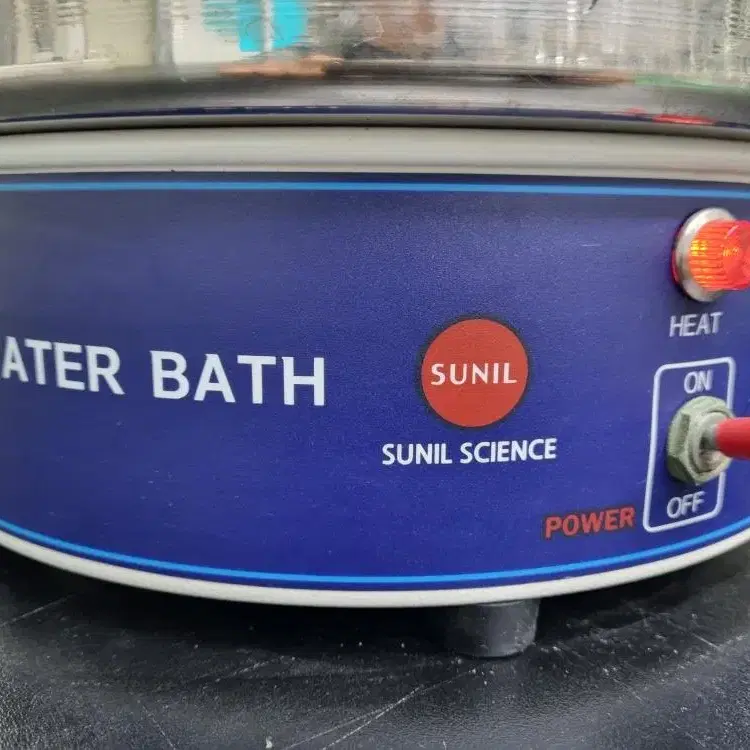 ATER BATH
SUNIL
SUNIL SCIENCE
HEAT
ON
OFF
POWER